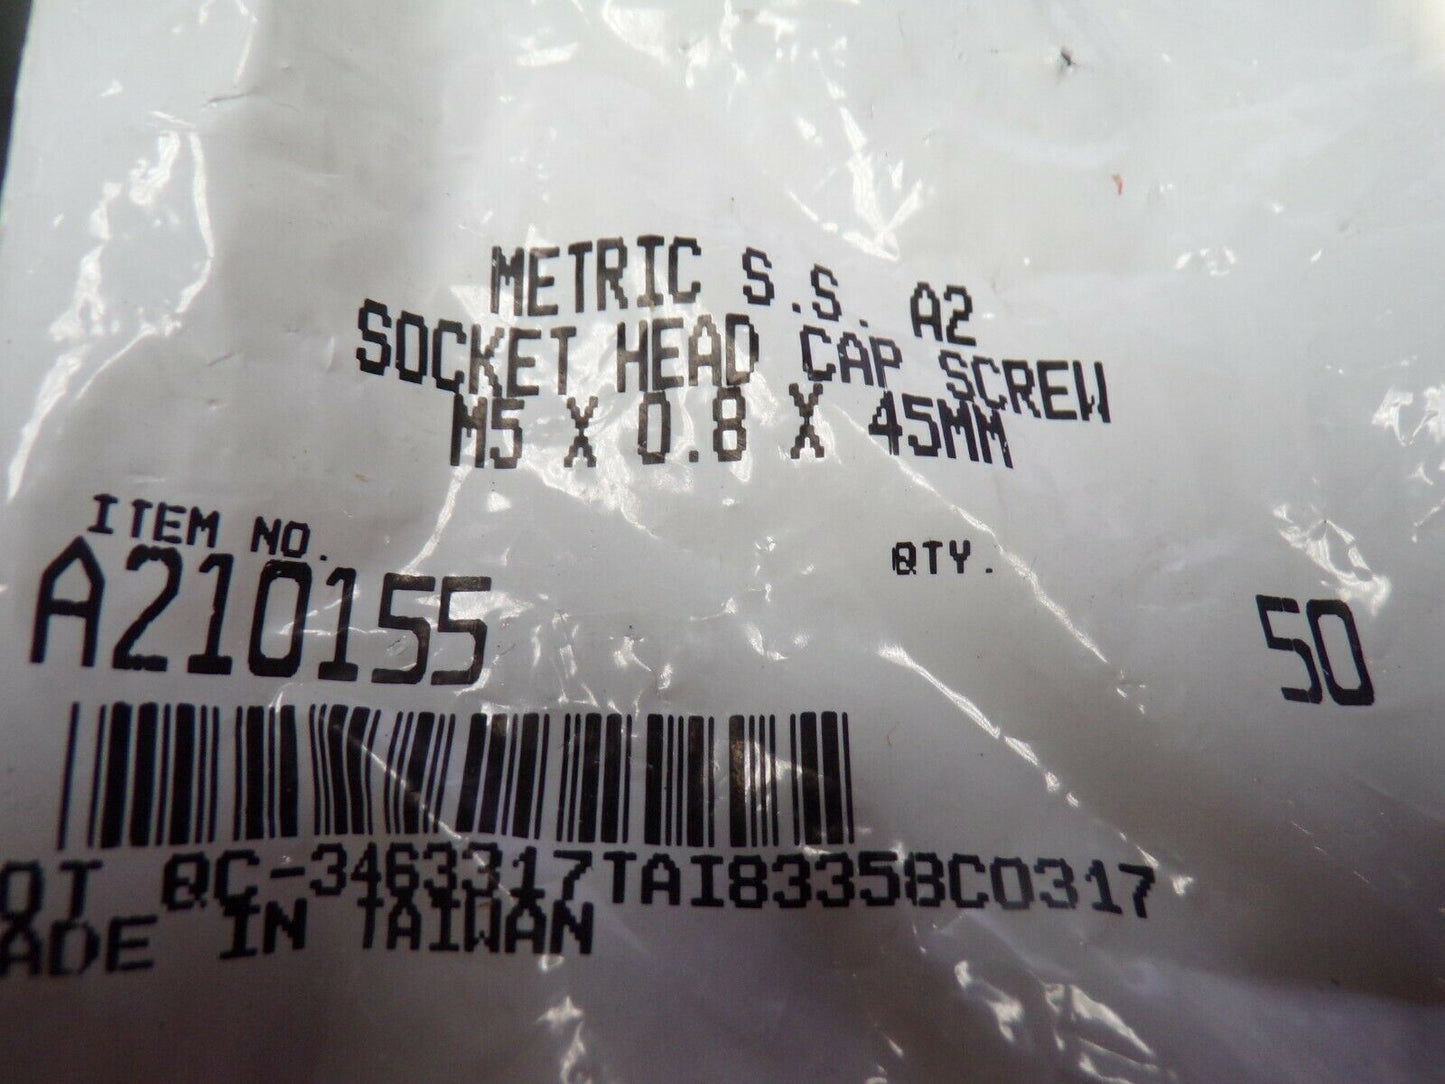 METRIC S.S. A2
SOCKET HEAD CAP SCREW
M5 X 0.8 X 45MM
ITEM NO.
QTY.
A210155
50
OT QC-3463317TAI83358C0317
ADE IN TAIWAN